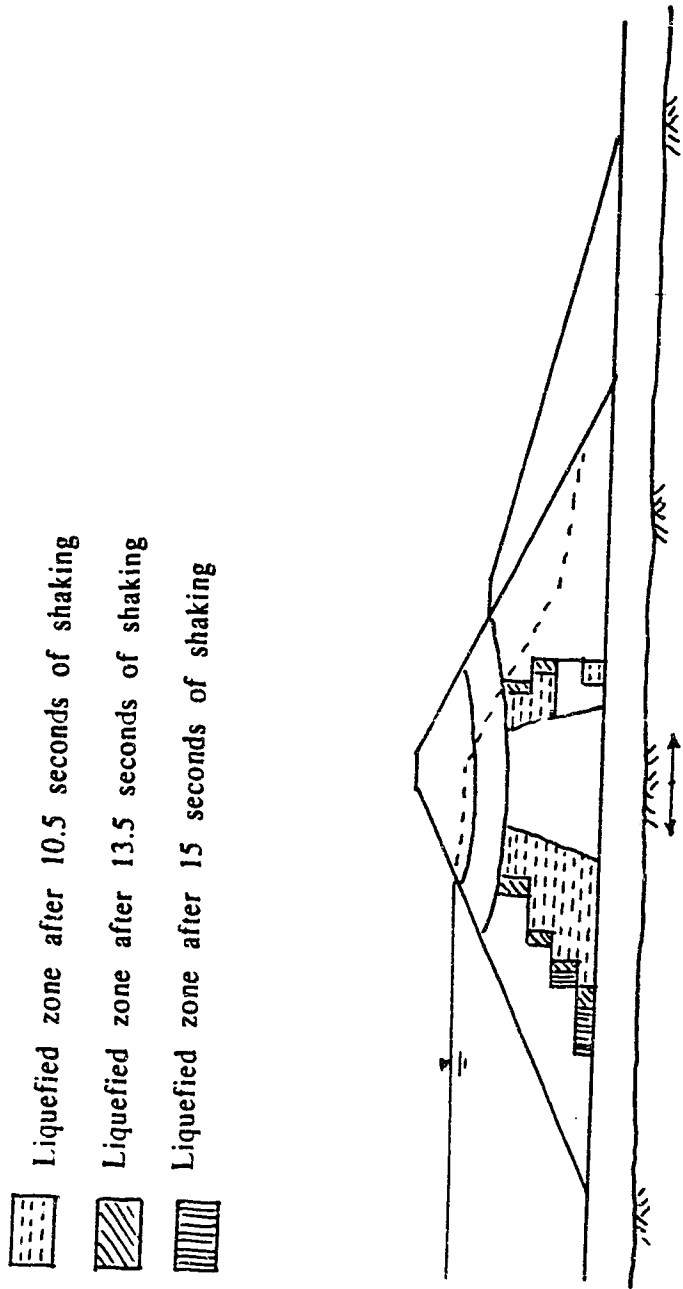 Liquefied zone after 10.5 seconds of shaking
Liquefied zone after 13.5 seconds of shaking
Liquefied zone after 15 seconds of shaking